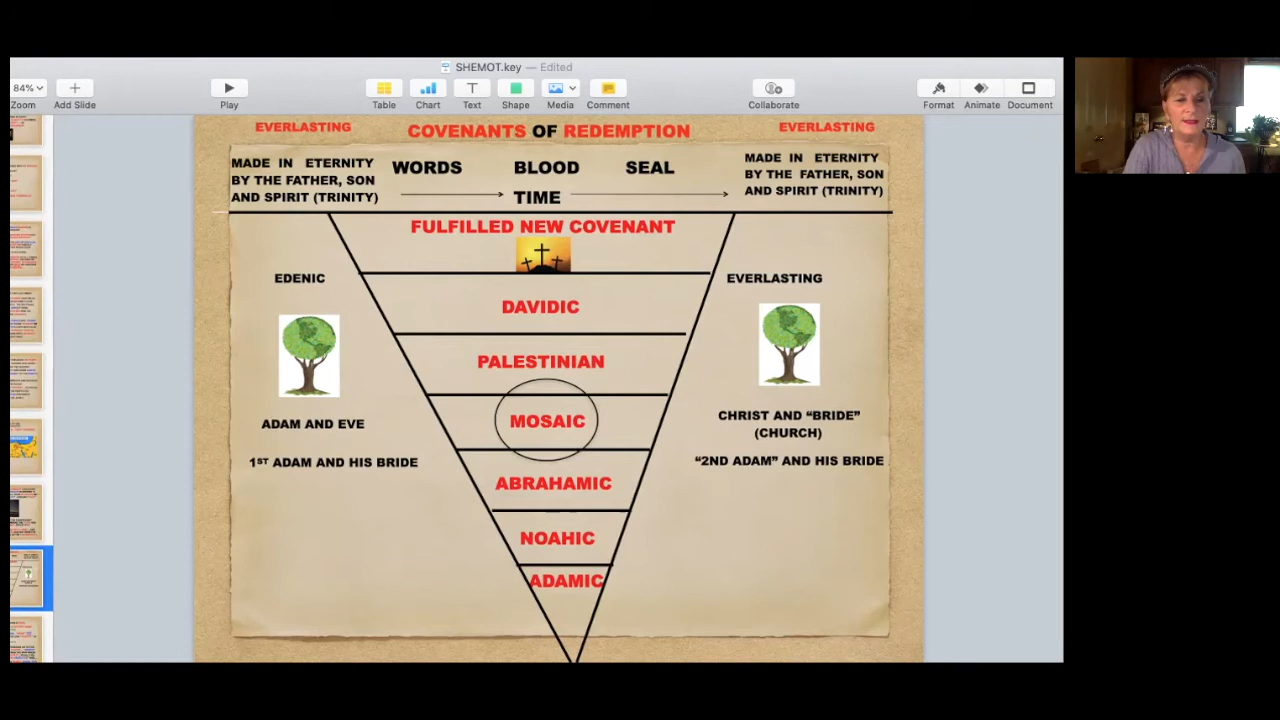 SHEMOT.key — Edited
84%
Zoom
Add Slide
Play
Table
Chart
Text
Shape
Media
Comment
Collaborate
Format
Animate
Document
EVERLASTING
COVENANTS OF REDEMPTION
EVERLASTING
MADE IN ETERNITY
BY THE FATHER, SON
AND SPIRIT (TRINITY)
WORDS BLOOD SEAL
TIME
MADE IN ETERNITY
BY THE FATHER, SON
AND SPIRIT (TRINITY)
FULFILLED NEW COVENANT
EDENIC
EVERLASTING
DAVIDIC
PALESTINIAN
MOSAIC
ADAM AND EVE
1ST ADAM AND HIS BRIDE
CHRIST AND “BRIDE”
(CHURCH)
“2ND ADAM” AND HIS BRIDE
ABRAHAMIC
NOAHIC
ADAMIC